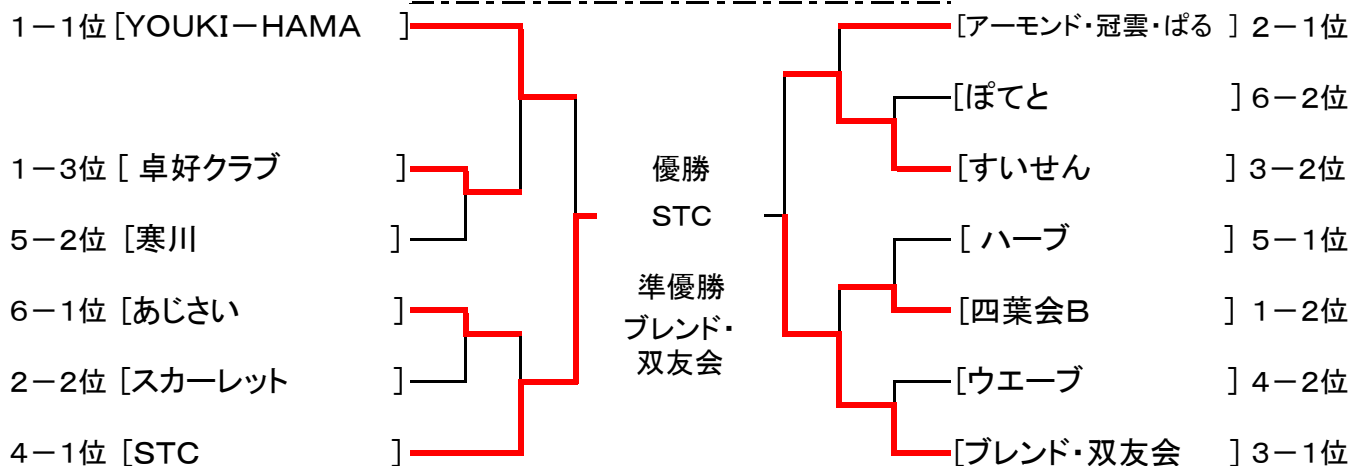 1－1位 [YOUKI－HAMA ]
1－3位 [ 卓好クラブ ]
5－2位 [寒川 ]
6－1位 [あじさい ]
2－2位 [スカーレット ]
4－1位 [STC ]
優勝
STC
準優勝
ブレンド・
双友会
[アーモンド・冠雲・ぱる ] 2－1位
[ぽてと ] 6－2位
[すいせん ] 3－2位
[ ハーブ ] 5－1位
[四葉会B ] 1－2位
[ウエーブ ] 4－2位
[ブレンド・双友会 ] 3－1位